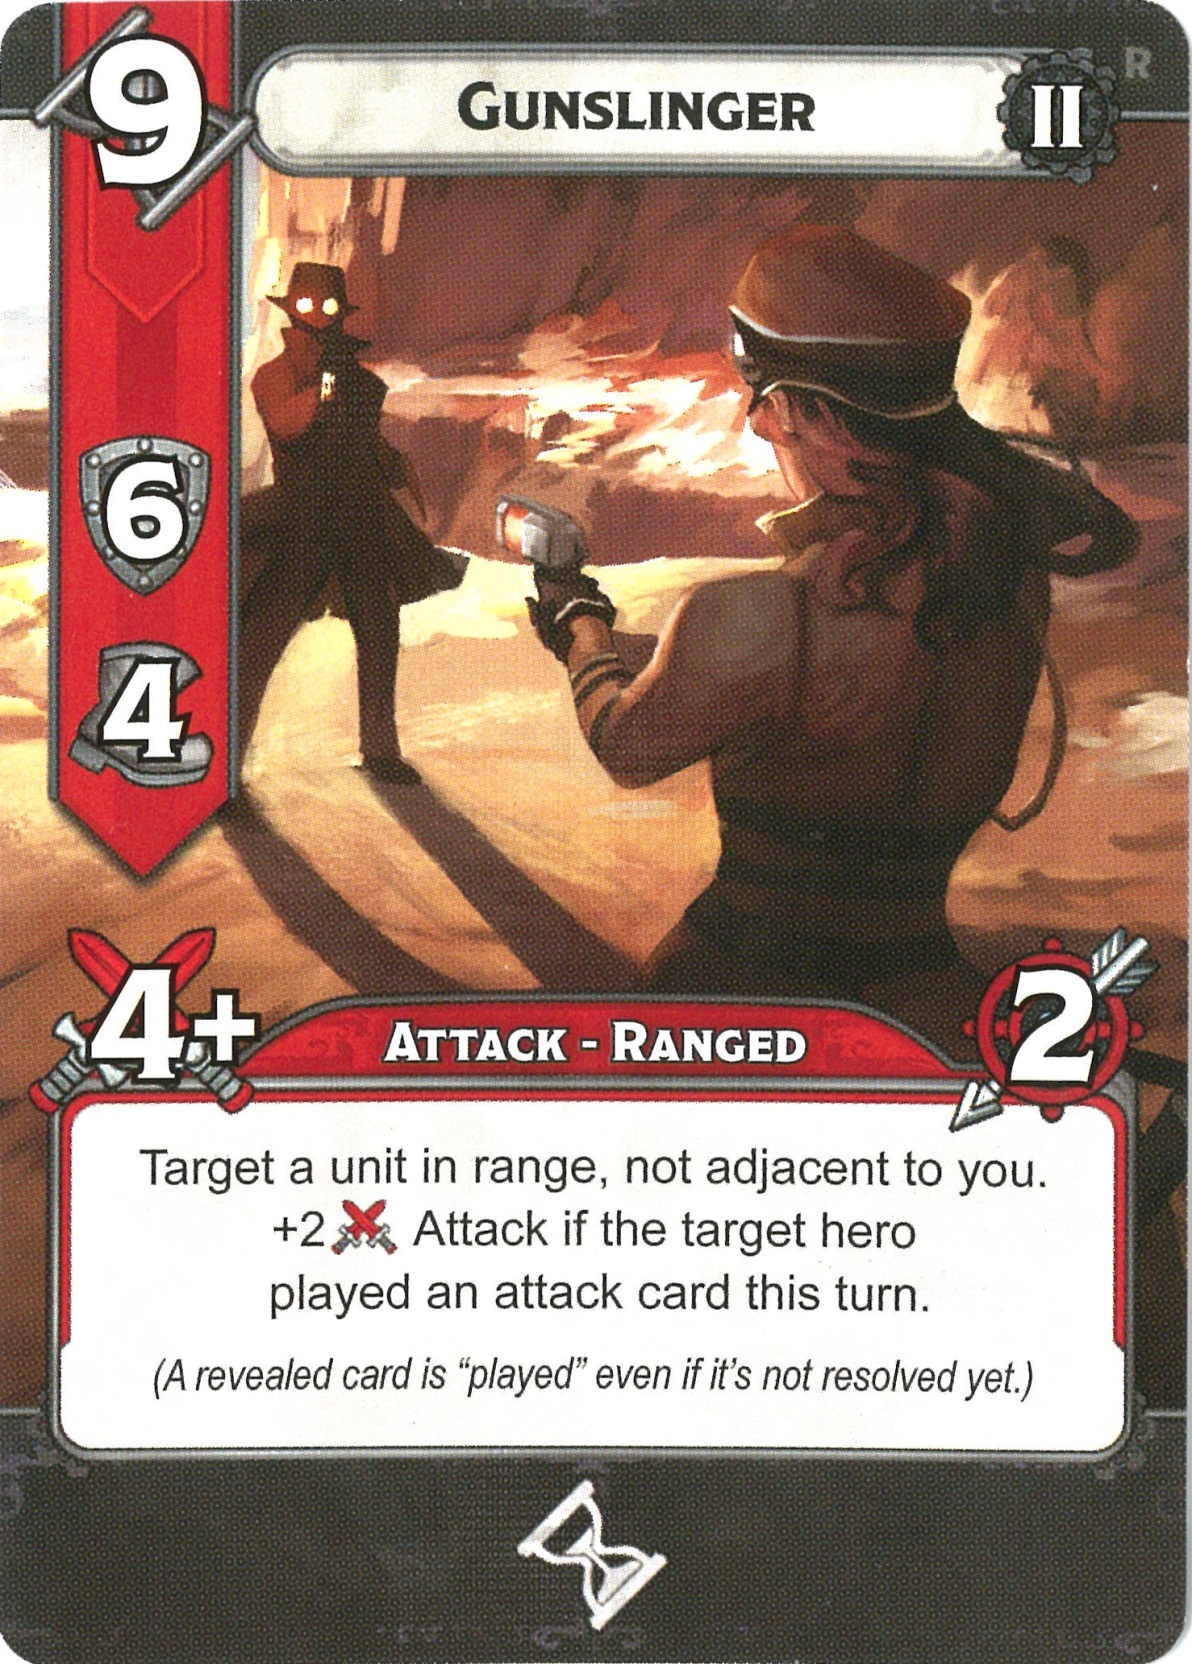 9
GUNSLINGER
II
R
6
4
4+
ATTACK - RANGED
2
Target a unit in range, not adjacent to you.
+2 Attack if the target hero
played an attack card this turn.
(A revealed card is “played” even if it’s not resolved yet.)